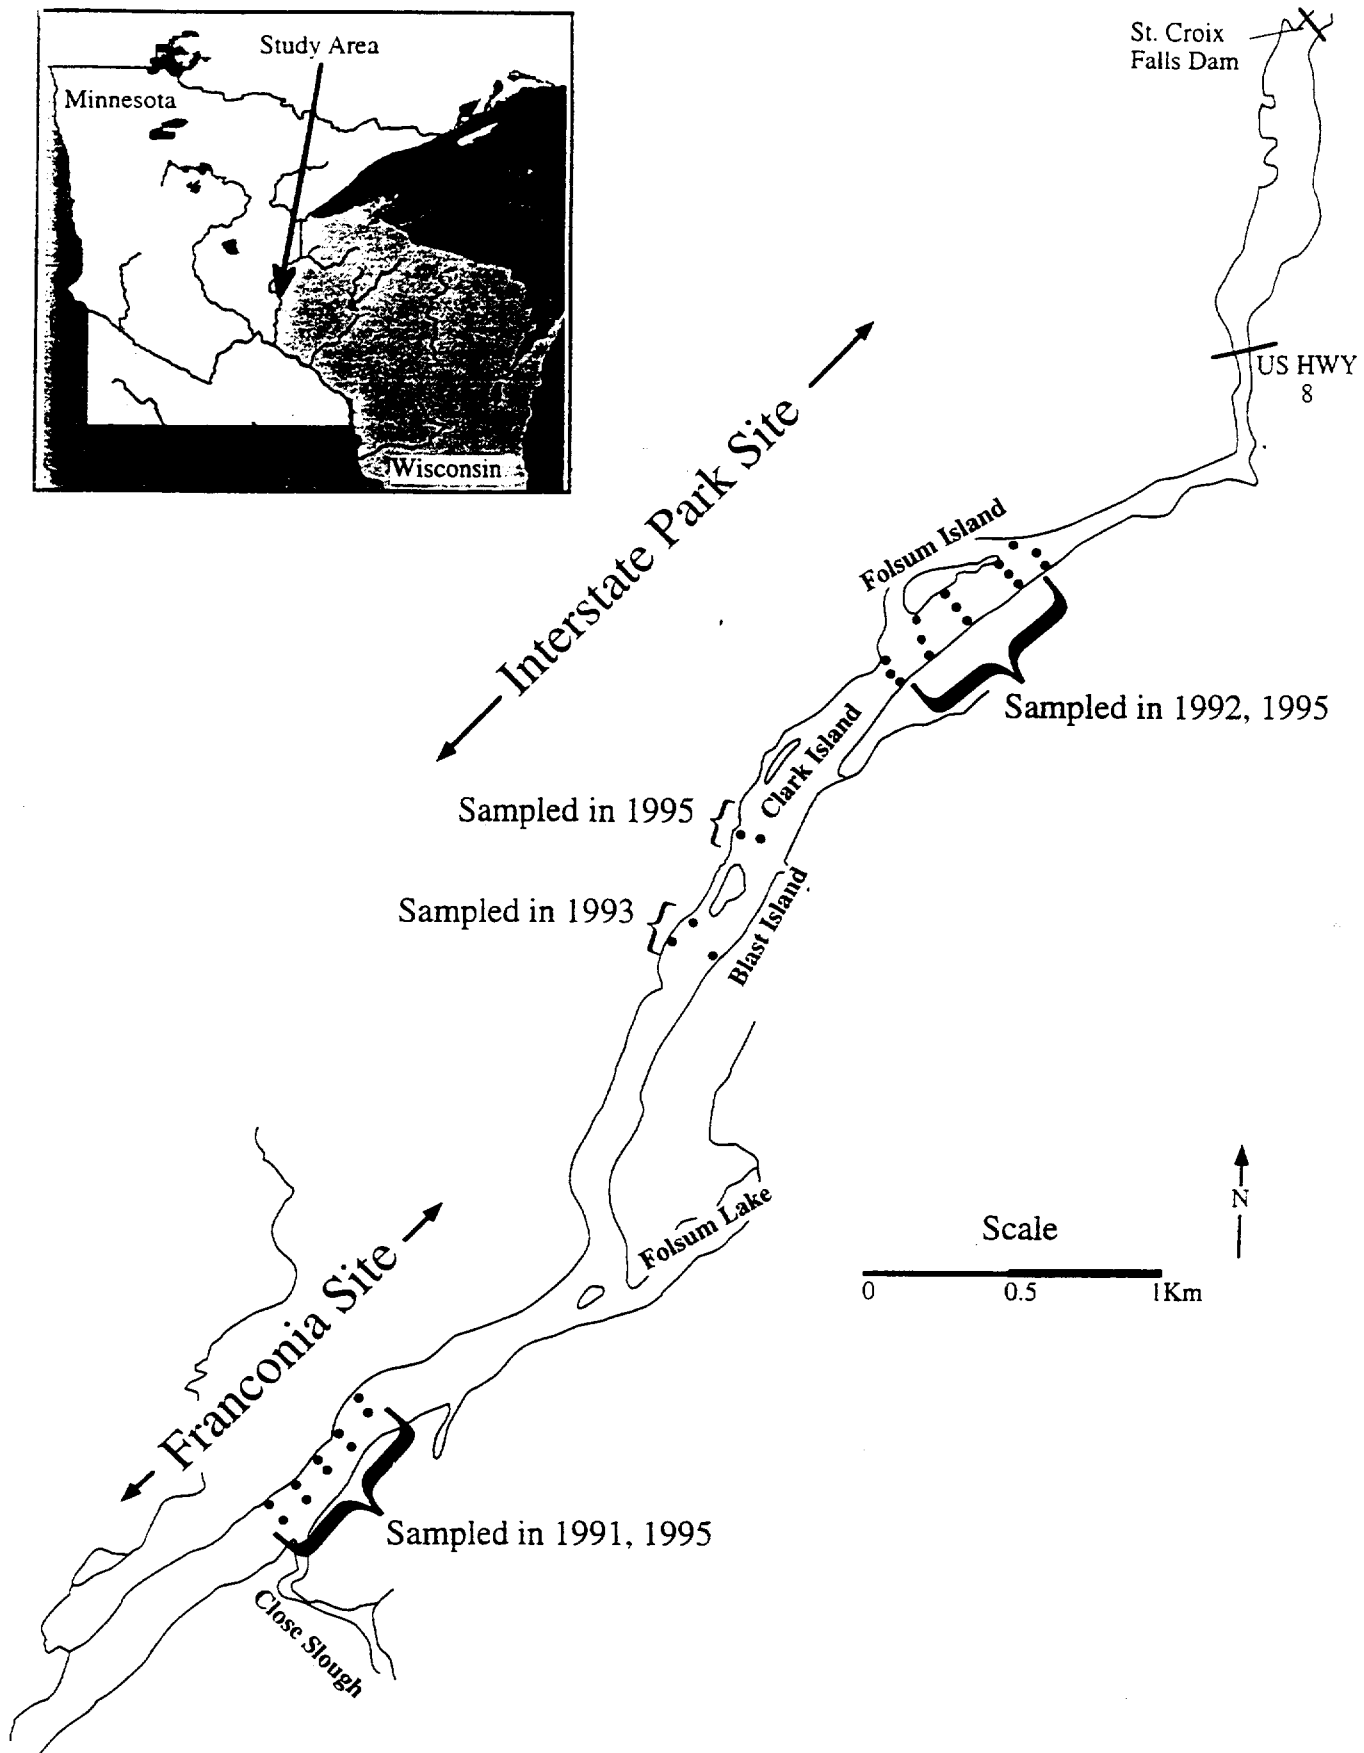 Study Area
Minnesota
Wisconsin
St. Croix
Falls Dam
US HWY
8
Interstate Park Site
Folsum Island
Sampled in 1992, 1995
Clark Island
Sampled in 1995
Sampled in 1993
Blast Island
Folsum Lake
N
Scale
0 0.5 1Km
Franconia Site
Sampled in 1991, 1995
Close Slough